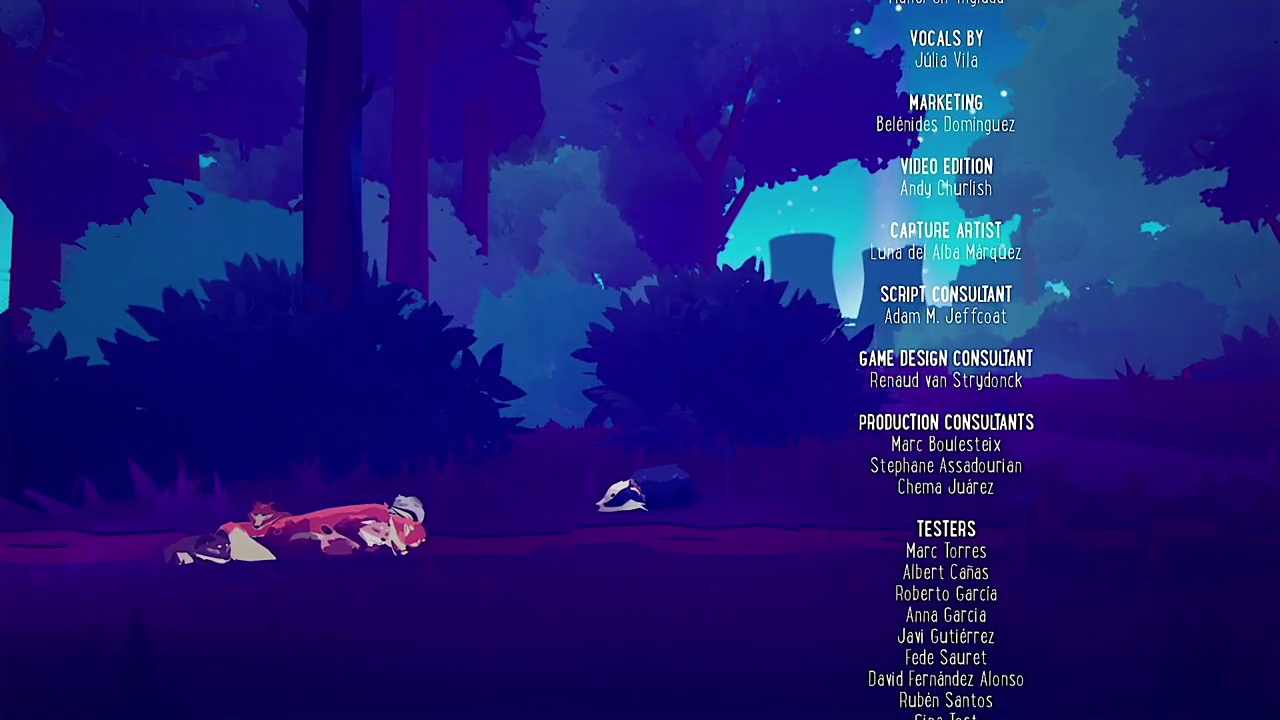 VOCALS BY
Júlia Vila
MARKETING
Belénides Domínguez
VIDEO EDITION
Andy Churlish
CAPTURE ARTIST
Luna del Alba Márquez
SCRIPT CONSULTANT
Adam M. Jeffcoat
GAME DESIGN CONSULTANT
Renaud van Strydonck
PRODUCTION CONSULTANTS
Marc Boulesteix
Stephane Assadourian
Chema Juárez
TESTERS
Marc Torres
Albert Cañas
Roberto García
Anna Garcia
Javi Gutiérrez
Fede Sauret
David Fernández Alonso
Rubén Santos